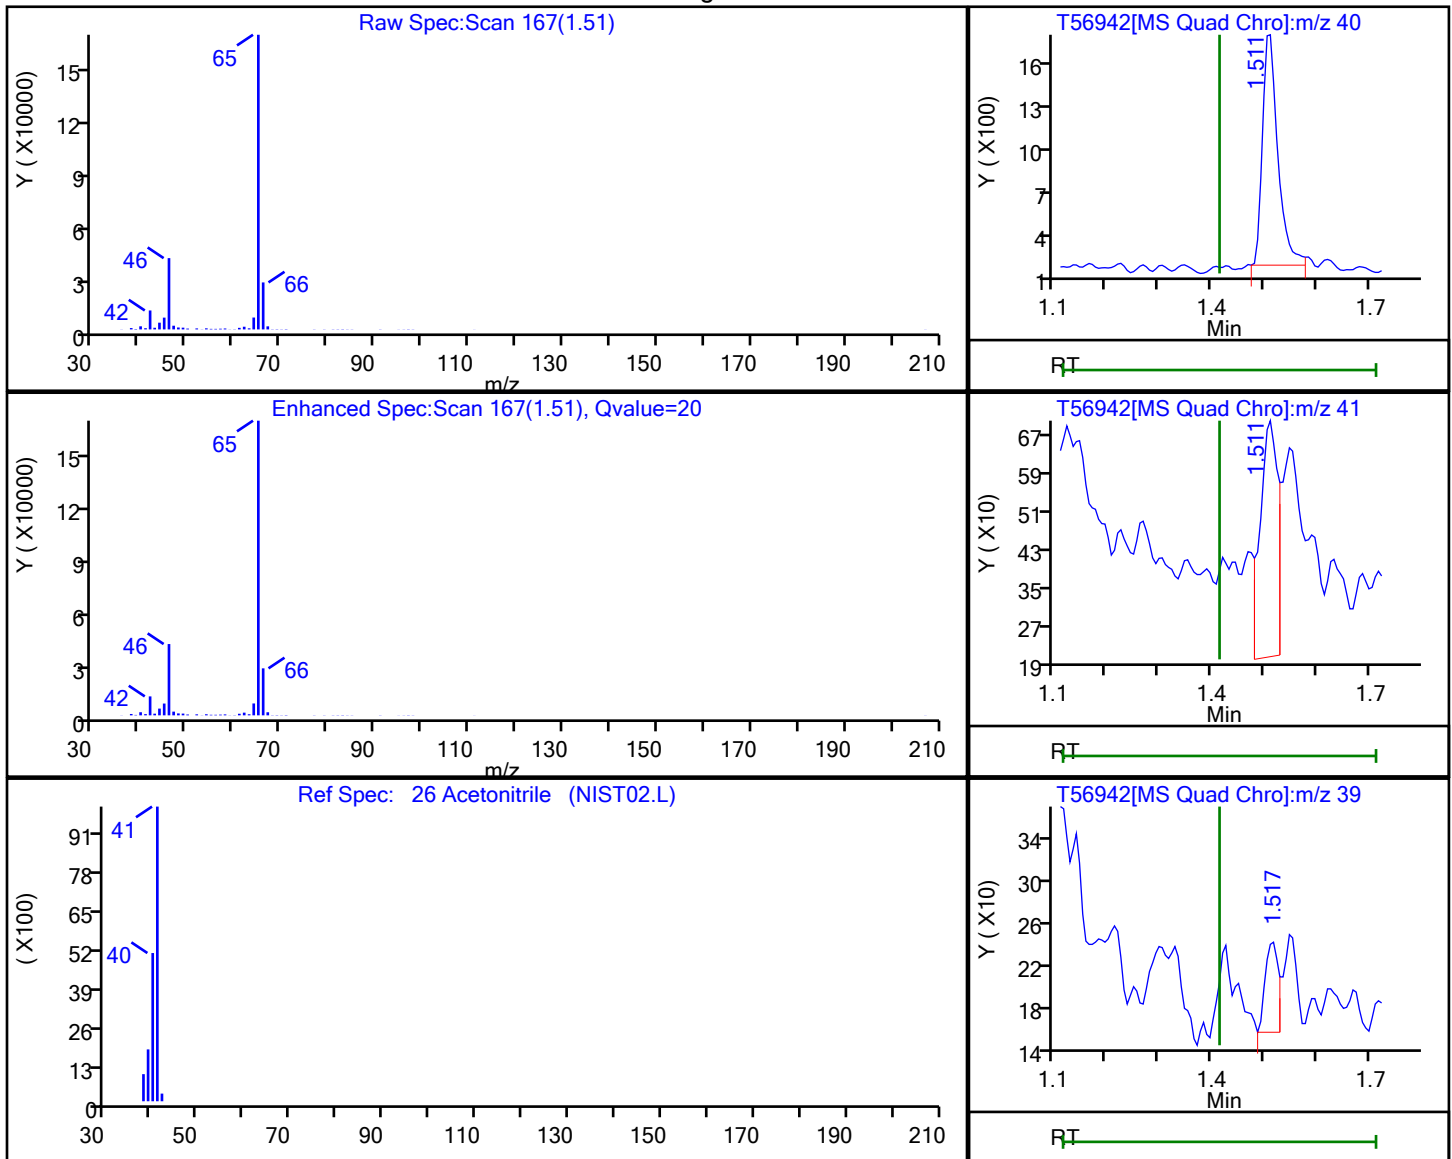 Raw Spec:Scan 167(1.51)
Y ( X10000)
15
12
9
6
3
0
65
46
42
66
30 50 70 90 110 130 150 170 190 210
m/z
T56942[MS Quad Chro]:m/z 40
Y ( X100)
16
13
10
7
4
1
1.511
1.1 1.4 1.7
Min
RT
Enhanced Spec:Scan 167(1.51), Qvalue=20
Y ( X10000)
15
12
9
6
3
0
65
46
42
66
30 50 70 90 110 130 150 170 190 210
m/z
T56942[MS Quad Chro]:m/z 41
Y ( X10)
67
59
51
43
35
27
19
1.511
1.1 1.4 1.7
Min
RT
Ref Spec: 26 Acetonitrile (NIST02.L)
( X100)
91
78
65
52
39
26
13
0
41
40
30 50 70 90 110 130 150 170 190 210
T56942[MS Quad Chro]:m/z 39
Y ( X10)
34
30
26
22
18
14
1.517
1.1 1.4 1.7
Min
RT